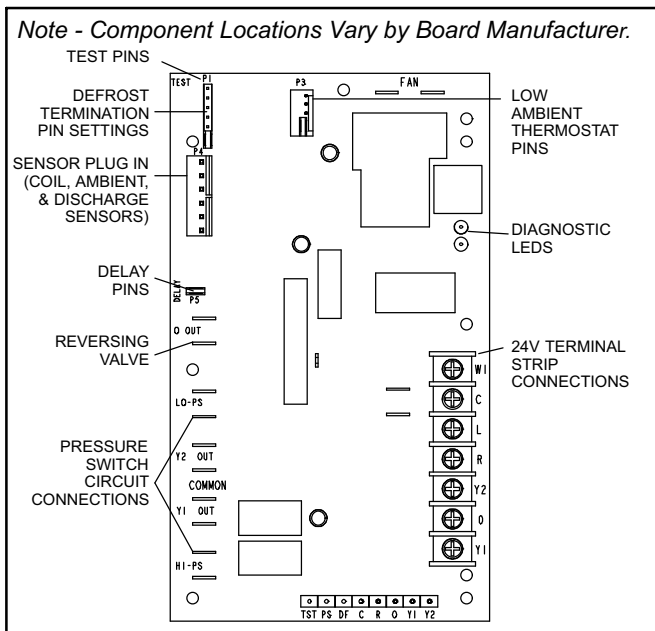 Note - Component Locations Vary by Board Manufacturer.
TEST PINS
TEST
P1
P3
FAN
DEFROST
TERMINATION
PIN SETTINGS
LOW
AMBIENT
THERMOSTAT
PINS
P4
SENSOR PLUG IN
(COIL, AMBIENT,
& DISCHARGE
SENSORS)
DIAGNOSTIC
LEDS
DELAY
PINS
DELAY
P5
O OUT
REVERSING
VALVE
24V TERMINAL
STRIP
CONNECTIONS
W1
C
L
R
Y2
O
Y1
LO-PS
PRESSURE
SWITCH
CIRCUIT
CONNECTIONS
Y2 OUT
COMMON
Y1 OUT
HI-PS
TST PS DF C R O Y1 Y2